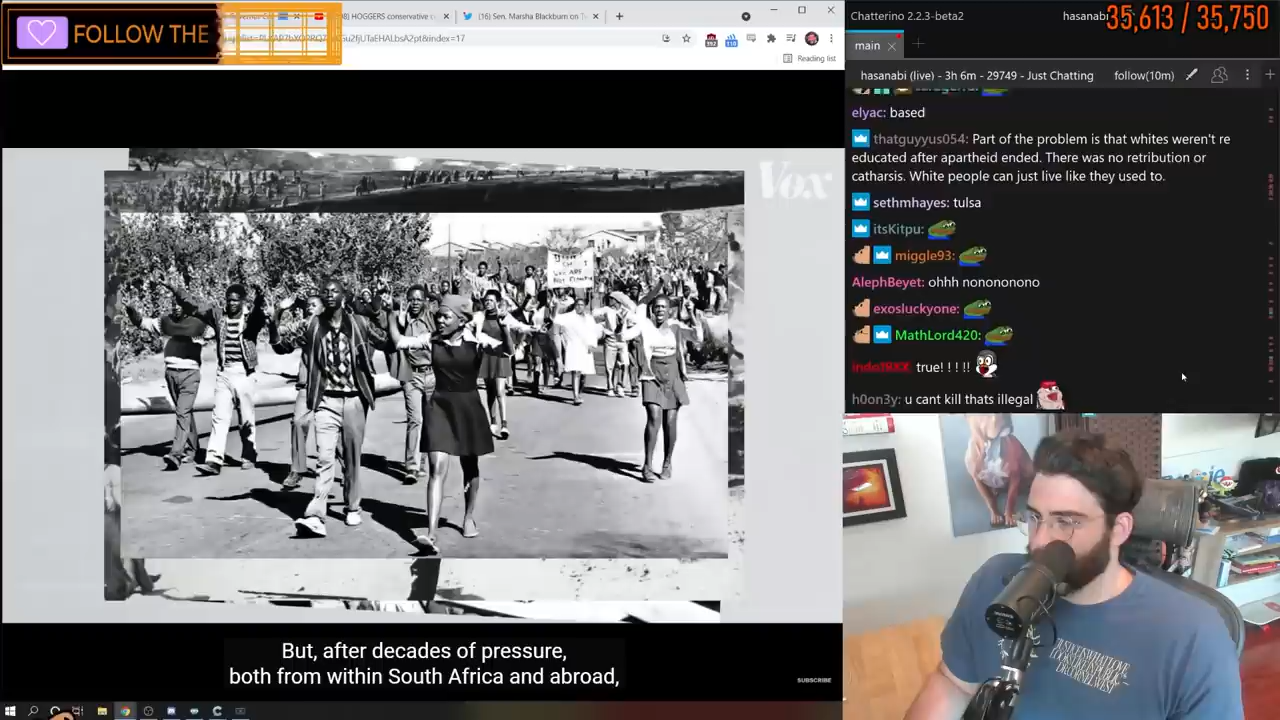 FOLLOW THE
HOGGERS conservative c
(16) Sen. Marsha Blackburn on T
Reading list
Chatterino 2.2.3-beta2
hasanabi
35,613 / 35,750
main
hasanabi (live) - 3h 6m - 29749 - Just Chatting
follow(10m)
elyac: based
thatguyyus054: Part of the problem is that whites weren't re
educated after apartheid ended. There was no retribution or
catharsis. White people can just live like they used to.
sethmhayes: tulsa
itsKitpu:
miggle93:
AlephBeyet: ohhh nonononono
exosluckyone:
MathLord420:
true! ! ! !!
h0on3y: u cant kill thats illegal
Vox
But, after decades of pressure,
both from within South Africa and abroad,
SUBSCRIBE